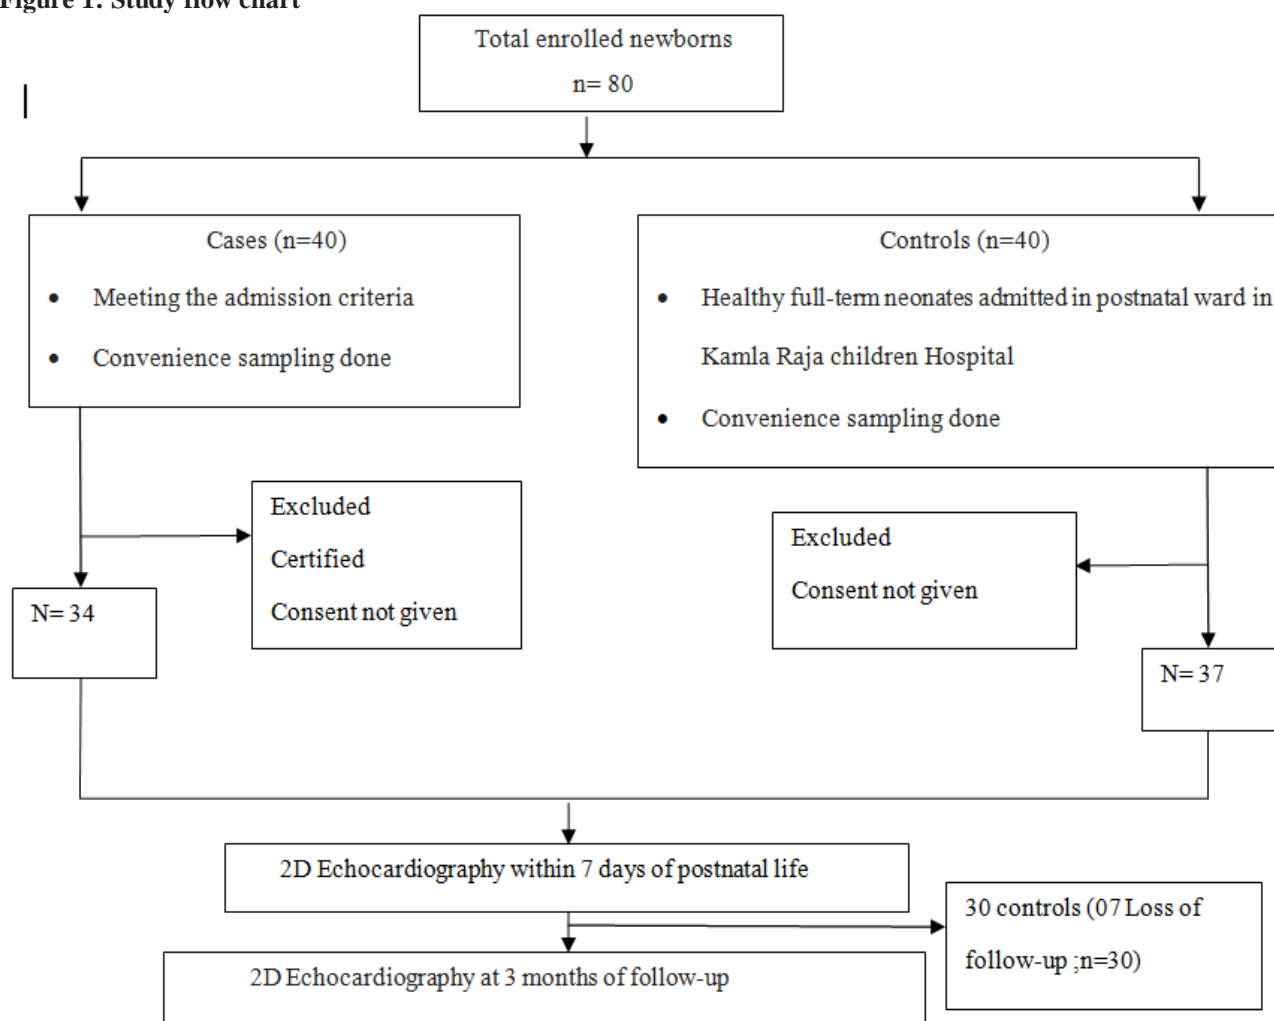 Figure 1: Study flow chart
Total enrolled newborns
n= 80
Cases (n=40)
• Meeting the admission criteria
• Convenience sampling done
Controls (n=40)
• Healthy full-term neonates admitted in postnatal ward in
Kamla Raja children Hospital
• Convenience sampling done
Excluded
Certified
Consent not given
Excluded
Consent not given
N= 34
N= 37
2D Echocardiography within 7 days of postnatal life
30 controls (07 Loss of
follow-up ;n=30)
2D Echocardiography at 3 months of follow-up